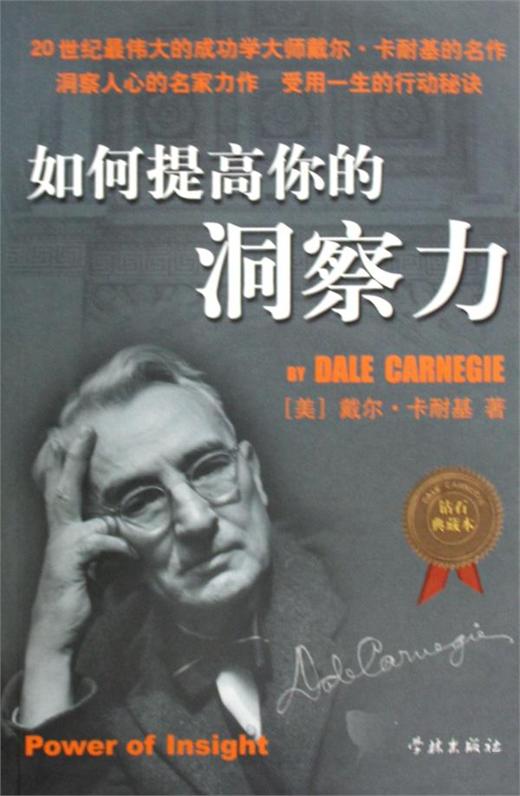 20世纪最伟大的成功学大师戴尔·卡耐基的名作
洞察人心的名家力作 受用一生的行动秘诀
如何提高你的
洞察力
BY DALE CARNEGIE
[美] 戴尔·卡耐基 著
DALE CARNEGIE
钻石
典藏本
Dale Carnegie
Power of Insight
学林出版社